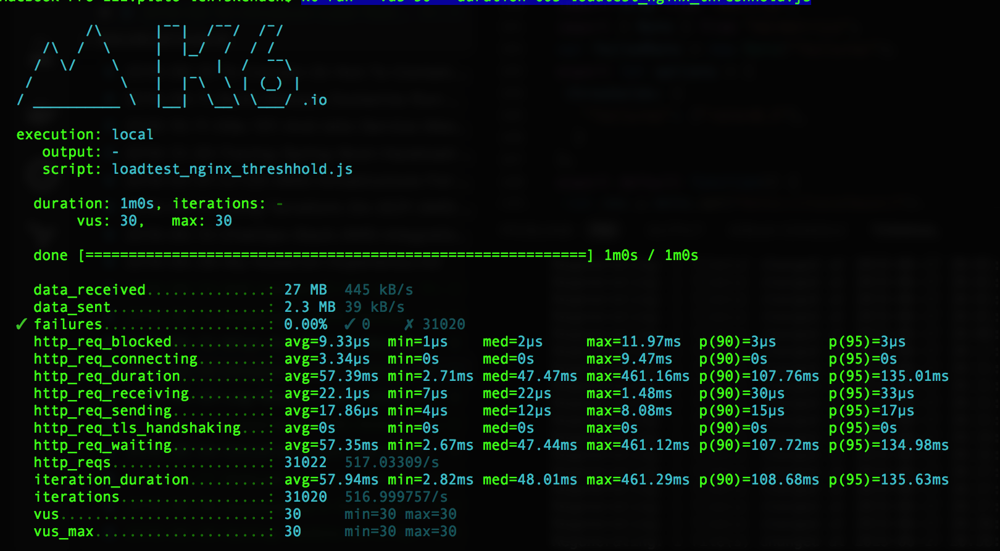 K6 .io
execution: local
output: -
script: loadtest_nginx_threshhold.js
duration: 1m0s, iterations: -
vus: 30, max: 30
done [==========================================================] 1m0s / 1m0s
data_received..............: 27 MB 445 kB/s
data_sent..................: 2.3 MB 39 kB/s
✓ failures...................: 0.00% ✓ 0 ✗ 31020
http_req_blocked...........: avg=9.33µs min=1µs med=2µs max=11.97ms p(90)=3µs p(95)=3µs
http_req_connecting........: avg=3.34µs min=0s med=0s max=9.47ms p(90)=0s p(95)=0s
http_req_duration..........: avg=57.39ms min=2.71ms med=47.47ms max=461.16ms p(90)=107.76ms p(95)=135.01ms
http_req_receiving.........: avg=22.1µs min=7µs med=22µs max=1.48ms p(90)=30µs p(95)=33µs
http_req_sending...........: avg=17.86µs min=4µs med=12µs max=8.08ms p(90)=15µs p(95)=17µs
http_req_tls_handshaking...: avg=0s min=0s med=0s max=0s p(90)=0s p(95)=0s
http_req_waiting...........: avg=57.35ms min=2.67ms med=47.44ms max=461.12ms p(90)=107.72ms p(95)=134.98ms
http_reqs..................: 31022 517.03309/s
iteration_duration.........: avg=57.94ms min=2.82ms med=48.01ms max=461.29ms p(90)=108.68ms p(95)=135.63ms
iterations.................: 31020 516.999757/s
vus........................: 30 min=30 max=30
vus_max....................: 30 min=30 max=30